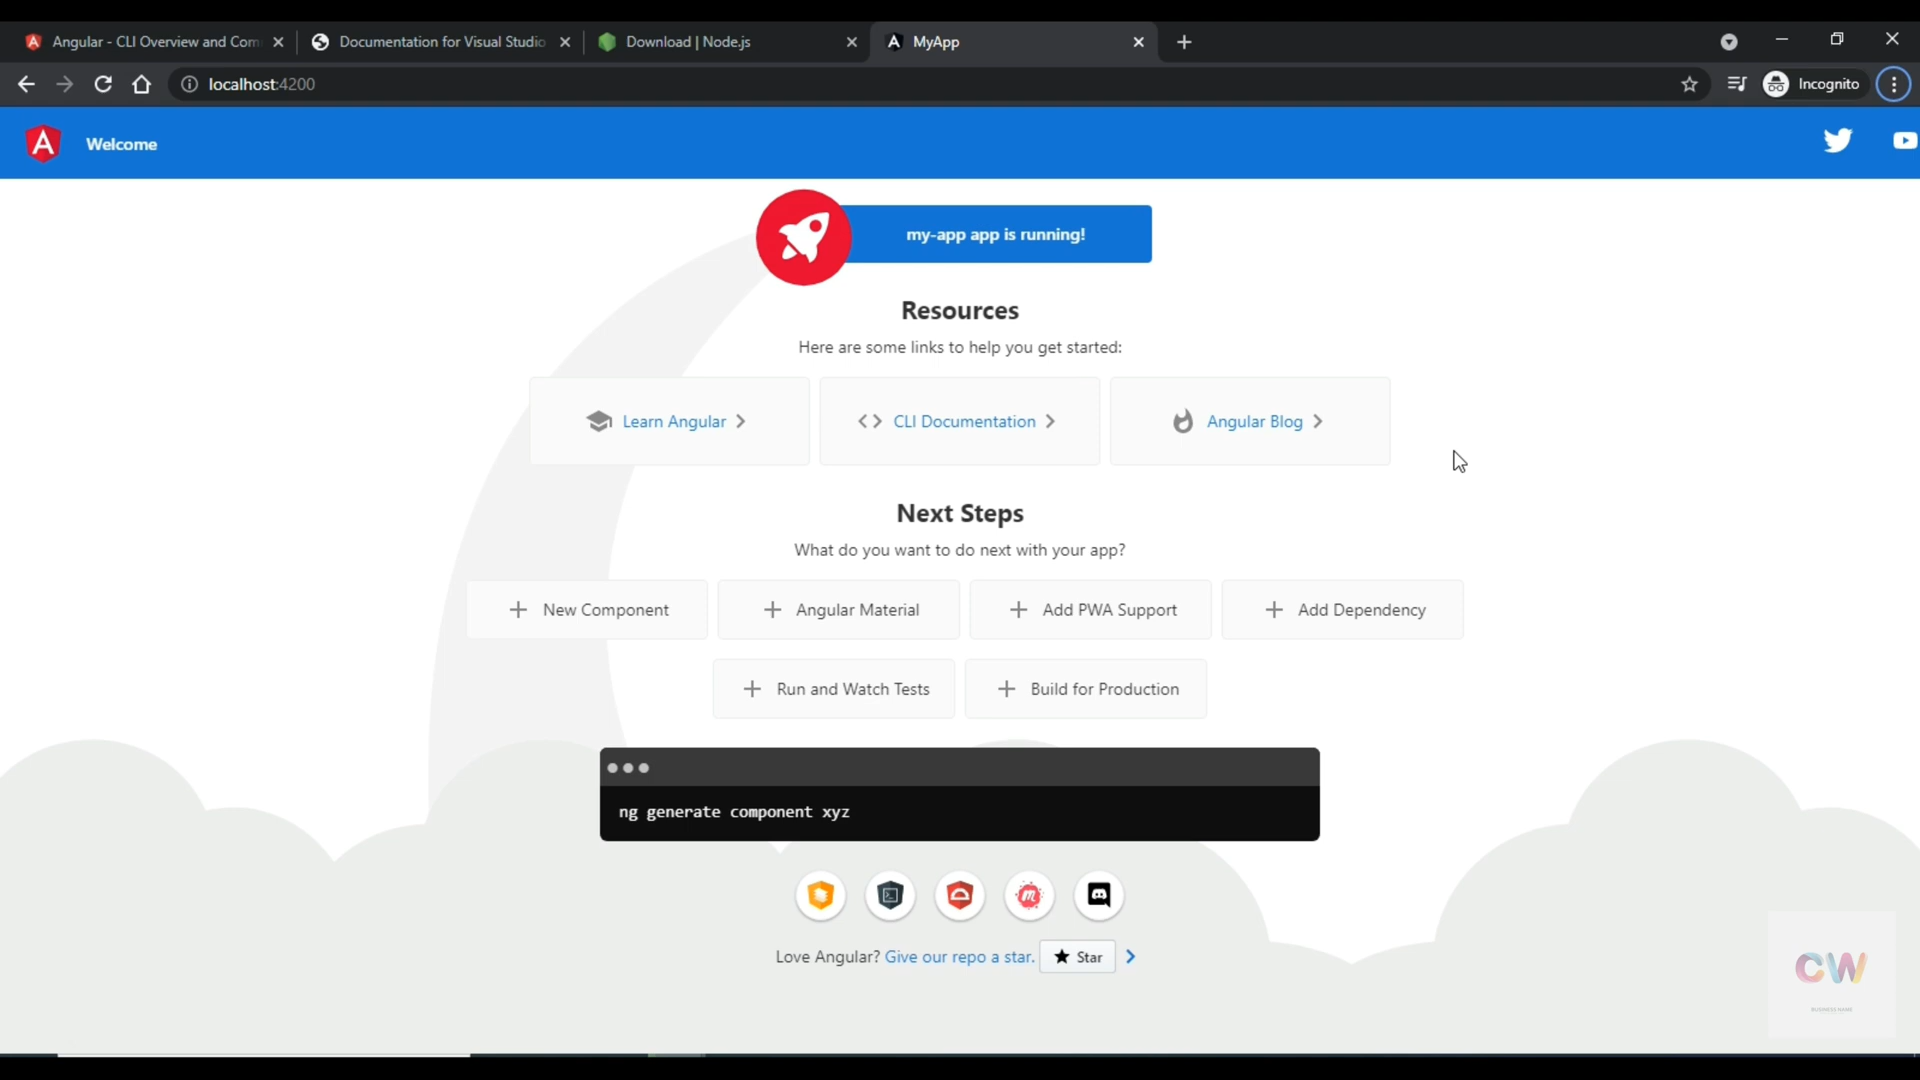 Angular - CLI Overview and Com
Documentation for Visual Studio
Download | Node.js
MyApp
localhost:4200
Incognito
Welcome
my-app app is running!
Resources
Here are some links to help you get started:
Learn Angular
CLI Documentation
Angular Blog
Next Steps
What do you want to do next with your app?
New Component
Angular Material
Add PWA Support
Add Dependency
Run and Watch Tests
Build for Production
ng generate component xyz
Love Angular? Give our repo a star. Star
CW
BUSINESS NAME